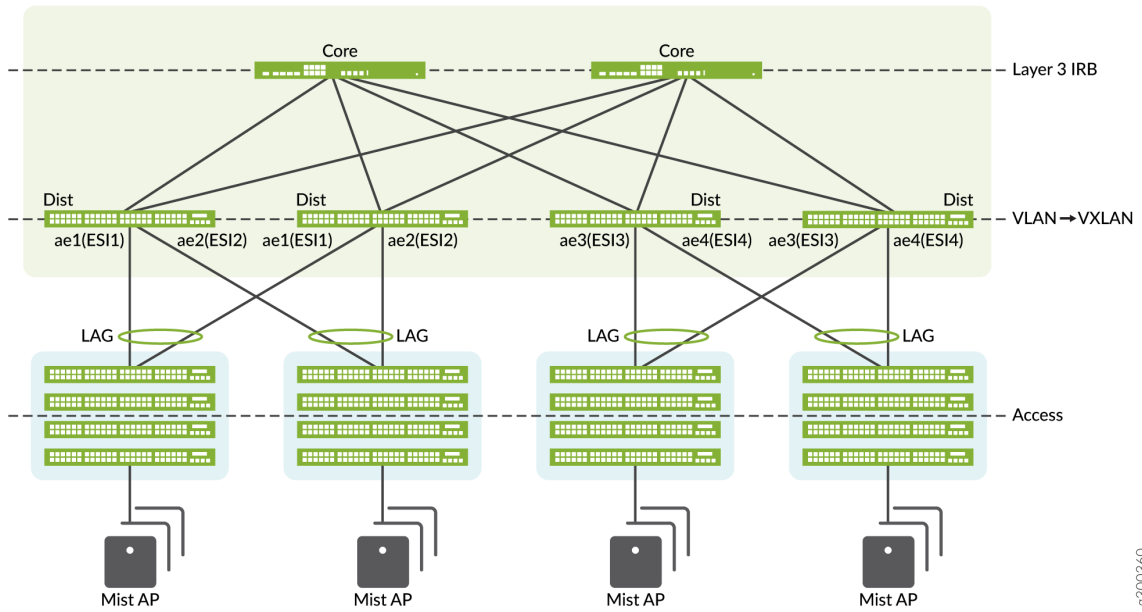 Core
Core
Layer 3 IRB
Dist
Dist
Dist
Dist
VLAN → VXLAN
ae1(ESI1)
ae2(ESI2)
ae1(ESI1)
ae2(ESI2)
ae3(ESI3)
ae4(ESI4)
ae3(ESI3)
ae4(ESI4)
LAG
LAG
LAG
LAG
Access
Mist AP
Mist AP
Mist AP
Mist AP